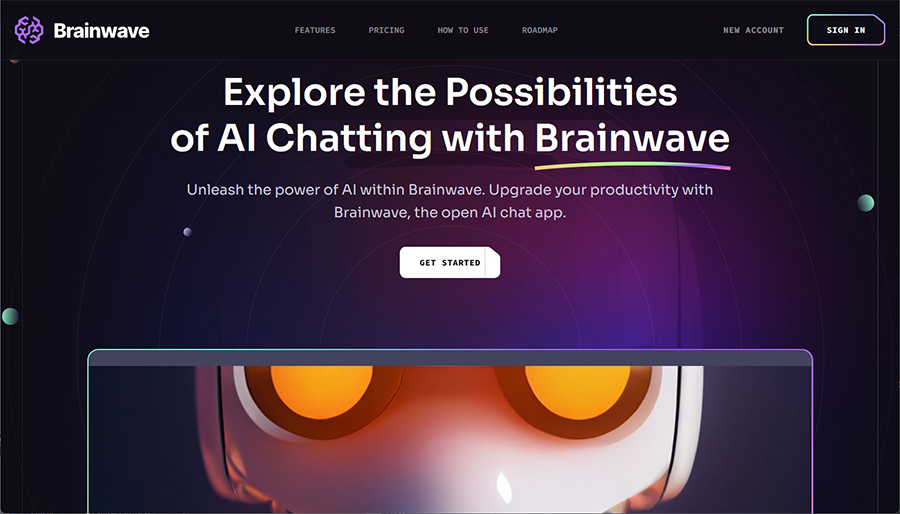 Brainwave
FEATURES
PRICING
HOW TO USE
ROADMAP
NEW ACCOUNT
SIGN IN
Explore the Possibilities
of AI Chatting with Brainwave
Unleash the power of AI within Brainwave. Upgrade your productivity with
Brainwave, the open AI chat app.
GET STARTED